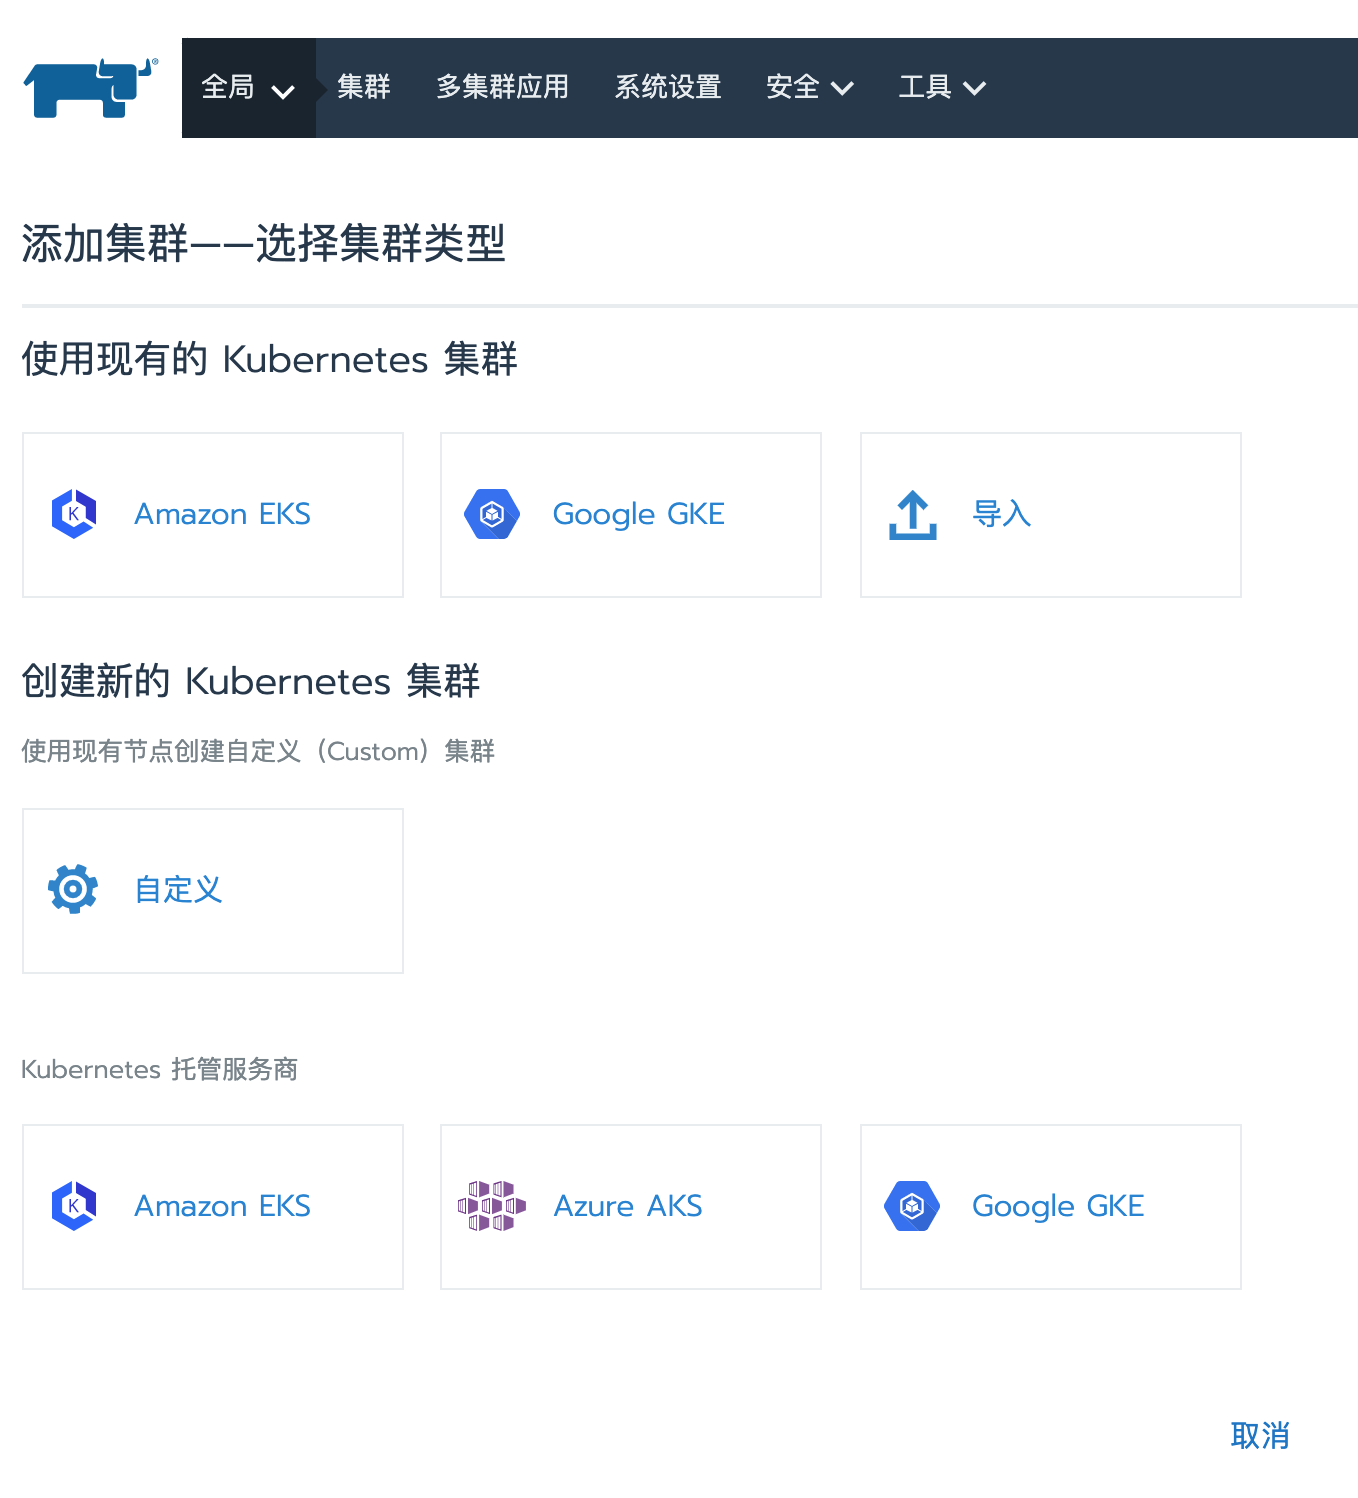 全局 集群 多集群应用 系统设置 安全 工具
添加集群——选择集群类型
使用现有的 Kubernetes 集群
Amazon EKS Google GKE 导入
创建新的 Kubernetes 集群
使用现有节点创建自定义（Custom）集群
自定义
Kubernetes 托管服务商
Amazon EKS Azure AKS Google GKE
取消